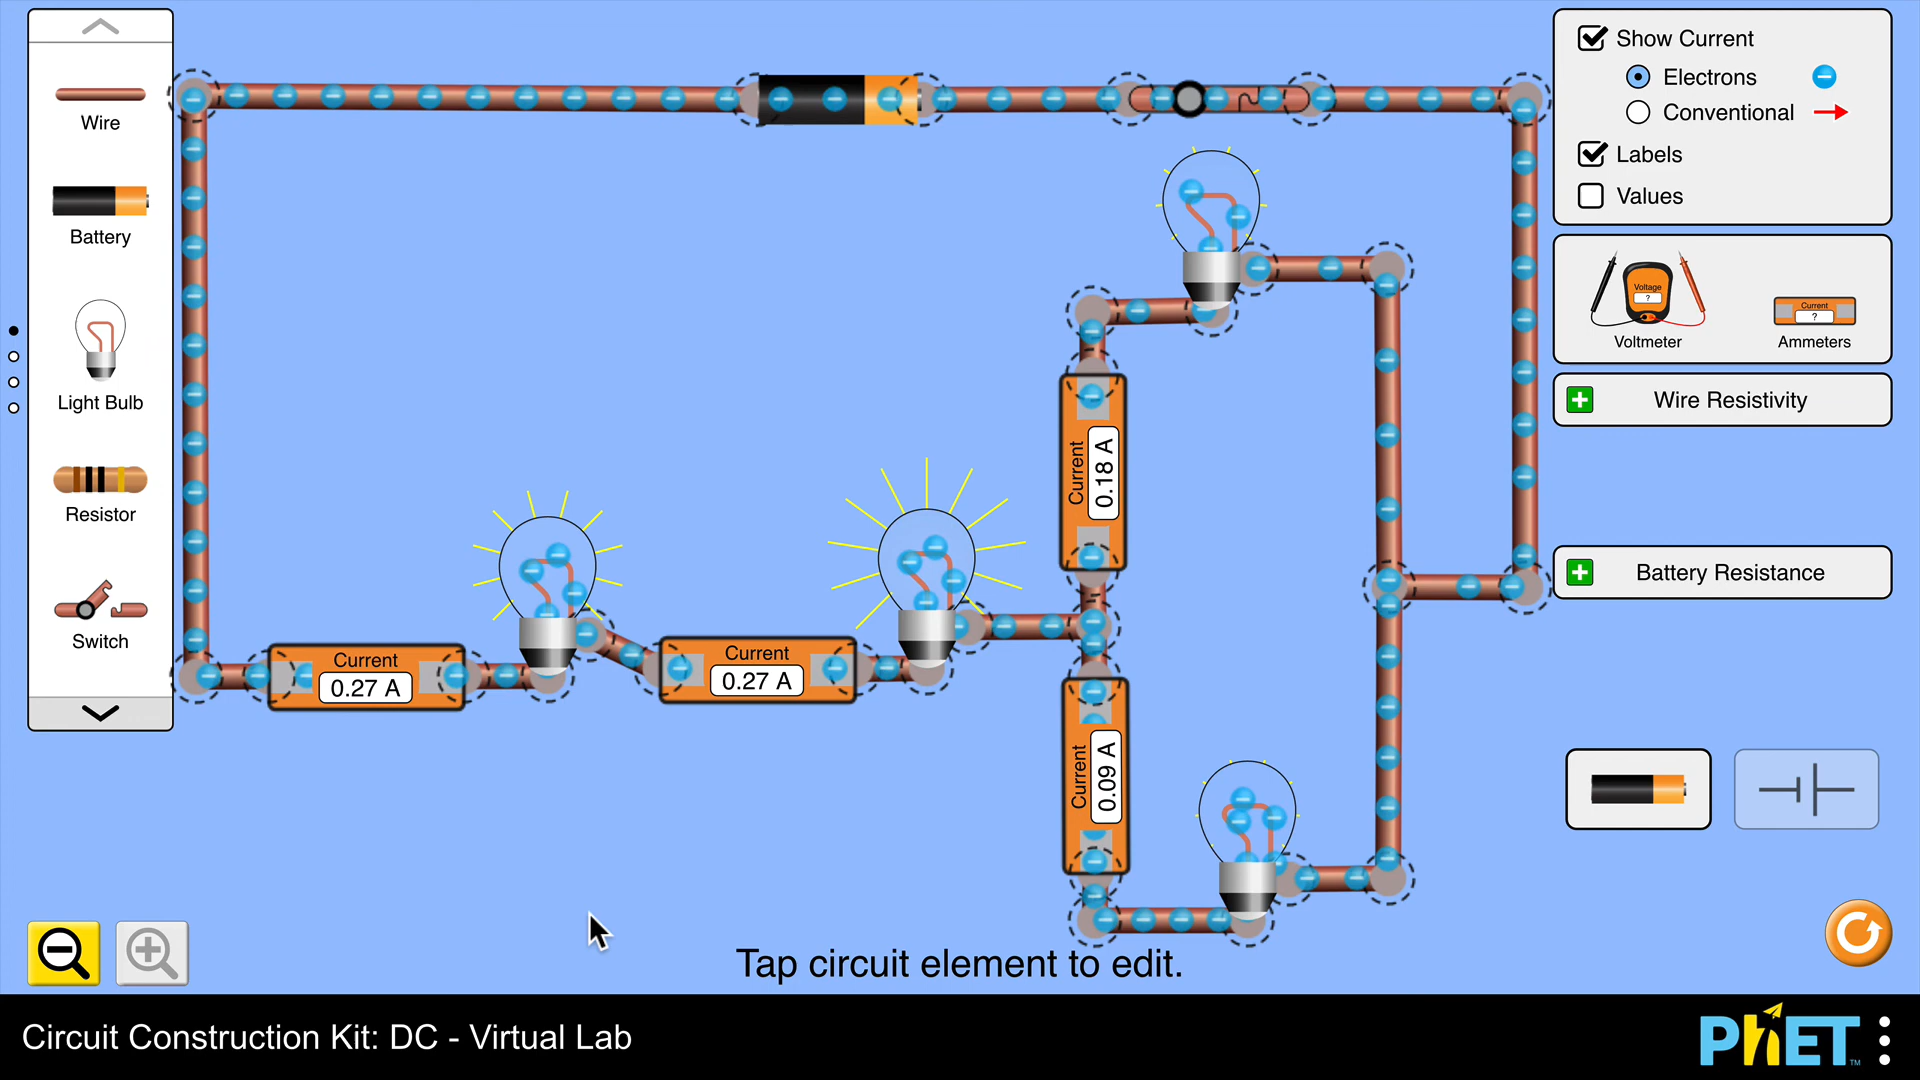 Wire
Battery
Light Bulb
Resistor
Switch
Show Current
Electrons
Conventional
Labels
Values
Voltage
?
Voltmeter
Current
?
Ammeters
Wire Resistivity
Battery Resistance
Current
0.27 A
Current
0.27 A
Current
0.18 A
Current
0.09 A
Tap circuit element to edit.
Circuit Construction Kit: DC - Virtual Lab
PhET™